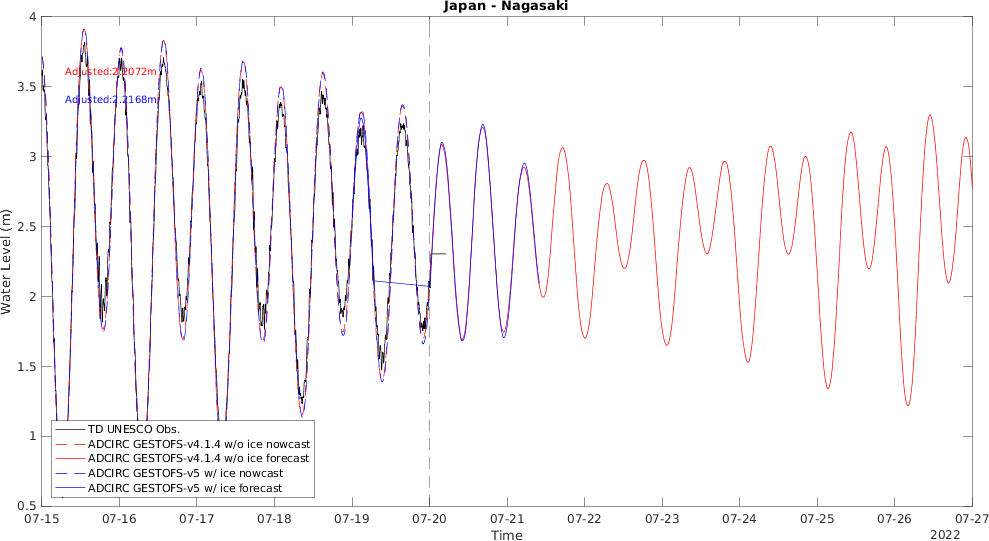 Japan - Nagasaki
Water Level (m)
4
3.5
3
2.5
2
1.5
1
0.5
Adjusted:2.2072m
Adjusted:2.2168m
TD UNESCO Obs.
ADCIRC GESTOFS-v4.1.4 w/o ice nowcast
ADCIRC GESTOFS-v4.1.4 w/o ice forecast
ADCIRC GESTOFS-v5 w/ ice nowcast
ADCIRC GESTOFS-v5 w/ ice forecast
07-15 07-16 07-17 07-18 07-19 07-20 07-21 07-22 07-23 07-24 07-25 07-26 07-27
Time
2022